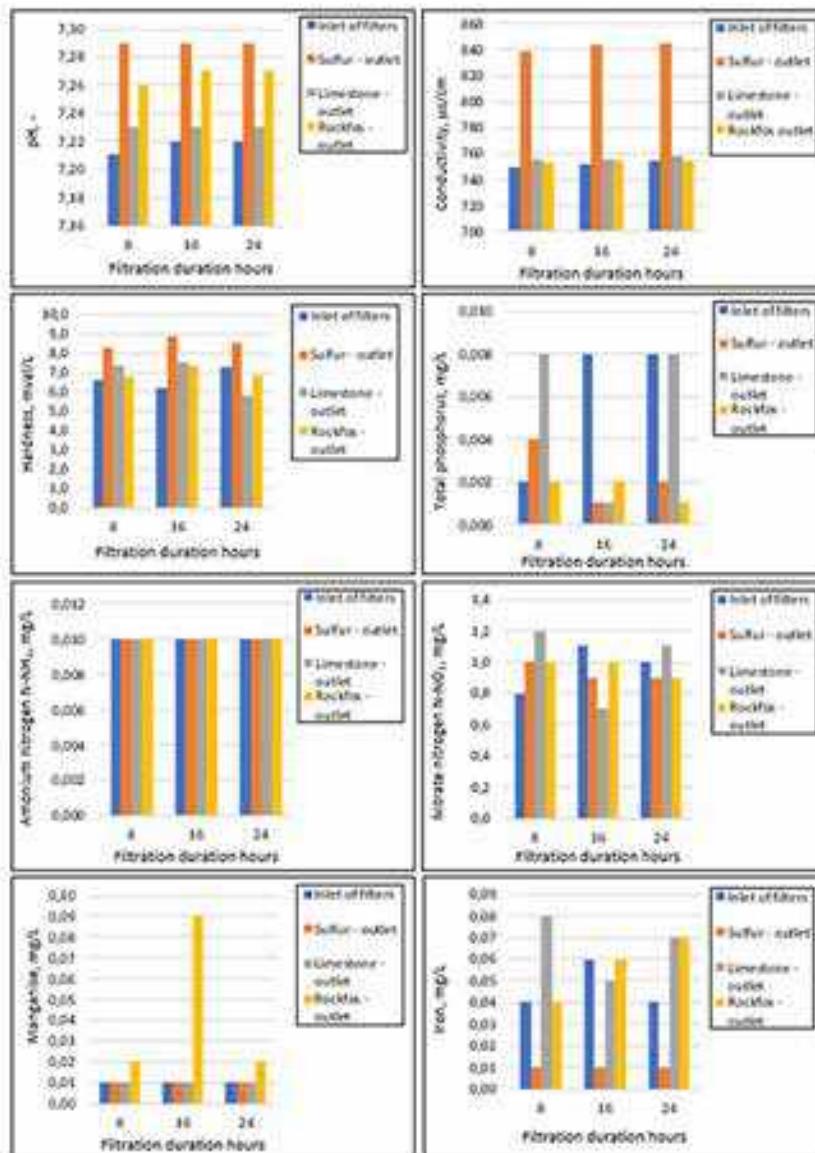 7,30
7,28
7,26
7,24
7,22
7,20
7,18
7,16
pH, -
8
16
24
Filtration duration hours
Inlet of filters
Sulfur - outlet
Limestone -
outlet
Rockfos -
outlet
860
840
820
800
780
760
740
720
700
Conductivity, µs/cm
8
16
24
Filtration duration hours
Inlet of filters
Sulfur - outlet
Limestone -
outlet
Rockfos outlet
10,0
9,0
8,0
7,0
6,0
5,0
4,0
3,0
2,0
1,0
0,0
Hardness, mval/L
8
16
24
Filtration duration hours
Inlet of filters
Sulfur - outlet
Limestone -
outlet
Rockfos -
outlet
0,010
0,008
0,006
0,004
0,002
0,000
Total phosphorus, mg/L
8
16
24
Filtration duration hours
Inlet of filters
Sulfur - outlet
Limestone -
outlet
Rockfos -
outlet
0,012
0,010
0,008
0,006
0,004
0,002
0,000
Amonium nitrogen N-NH₄, mg/L
8
16
24
Filtration duration hours
Inlet of filters
Sulfur - outlet
Limestone -
outlet
Rockfos -
outlet
1,4
1,2
1,0
0,8
0,6
0,4
0,2
0,0
Nitrate nitrogen N-NO₃, mg/L
8
16
24
Filtration duration hours
Inlet of filters
Sulfur - outlet
Limestone -
outlet
Rockfos -
outlet
0,10
0,09
0,08
0,07
0,06
0,05
0,04
0,03
0,02
0,01
0,00
Manganise, mg/L
8
16
24
Filtration duration hours
Inlet of filters
Sulfur - outlet
Limestone -
outlet
Rockfos -
outlet
0,09
0,08
0,07
0,06
0,05
0,04
0,03
0,02
0,01
0,00
Iron, mg/L
8
16
24
Filtration duration hours
Inlet of filters
Sulfur - outlet
Limestone -
outlet
Rockfos -
outlet